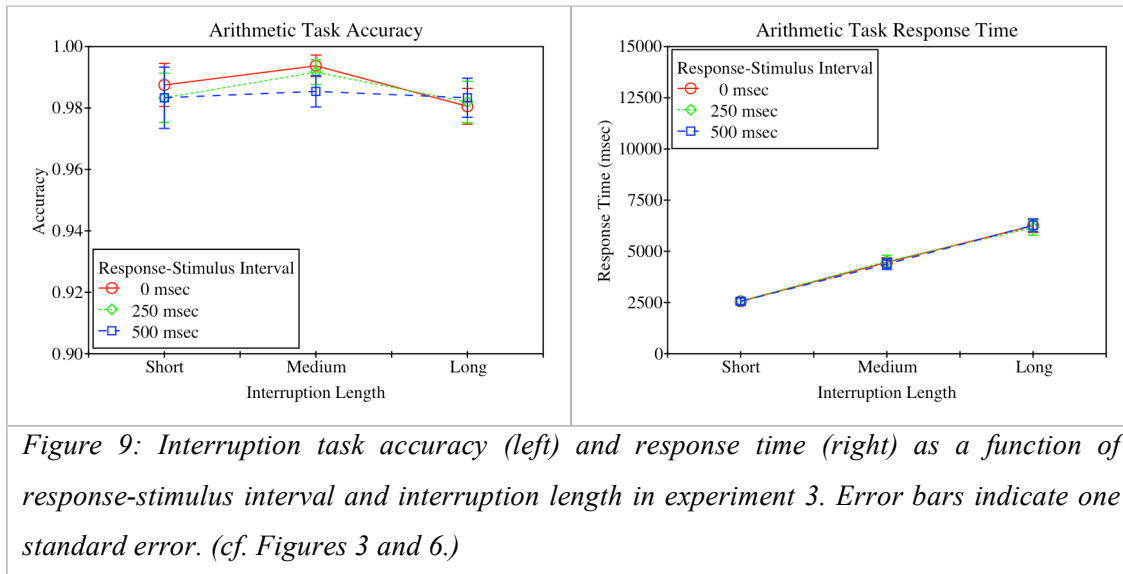 Arithmetic Task Accuracy
1.00
0.98
0.96
0.94
0.92
0.90
Accuracy
Response-Stimulus Interval
0 msec
250 msec
500 msec
Short Medium Long
Interruption Length
Arithmetic Task Response Time
15000
12500
10000
7500
5000
2500
0
Response Time (msec)
Response-Stimulus Interval
0 msec
250 msec
500 msec
Short Medium Long
Interruption Length
Figure 9: Interruption task accuracy (left) and response time (right) as a function of
response-stimulus interval and interruption length in experiment 3. Error bars indicate one
standard error. (cf. Figures 3 and 6.)